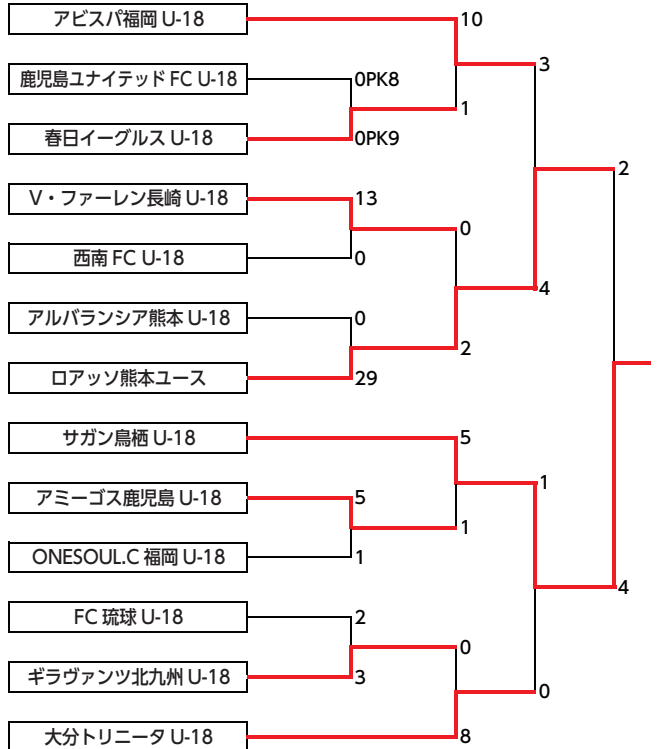 アビスパ福岡 U-18
10
3
鹿児島ユナイテッド FC U-18
0PK8
1
春日イーグルス U-18
0PK9
2
V・ファーレン長崎 U-18
13
0
西南 FC U-18
0
4
アルバランシア熊本 U-18
0
2
ロアッソ熊本ユース
29
サガン鳥栖 U-18
5
1
アミーゴス鹿児島 U-18
5
1
ONESOUL.C 福岡 U-18
1
4
FC 琉球 U-18
2
0
ギラヴァンツ北九州 U-18
3
0
大分トリニータ U-18
8